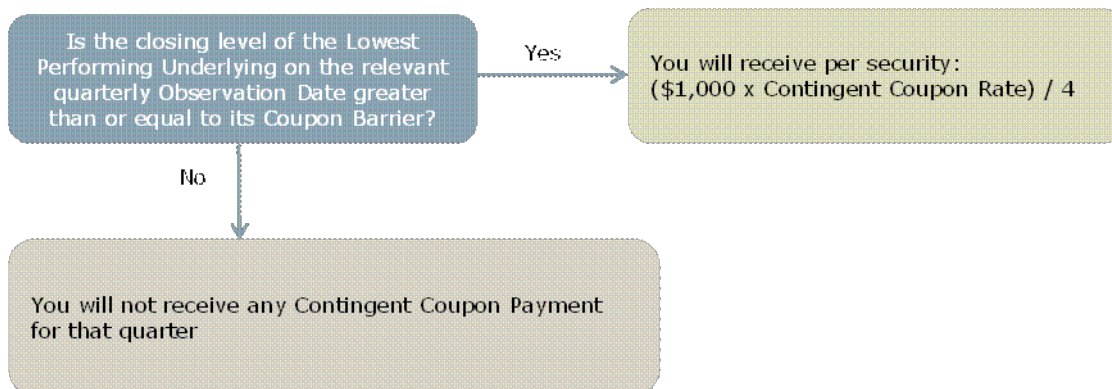 Is the closing level of the Lowest
Performing Underlying on the relevant
quarterly Observation Date greater
than or equal to its Coupon Barrier?
Yes
You will receive per security:
($1,000 x Contingent Coupon Rate) / 4
No
You will not receive any Contingent Coupon Payment
for that quarter